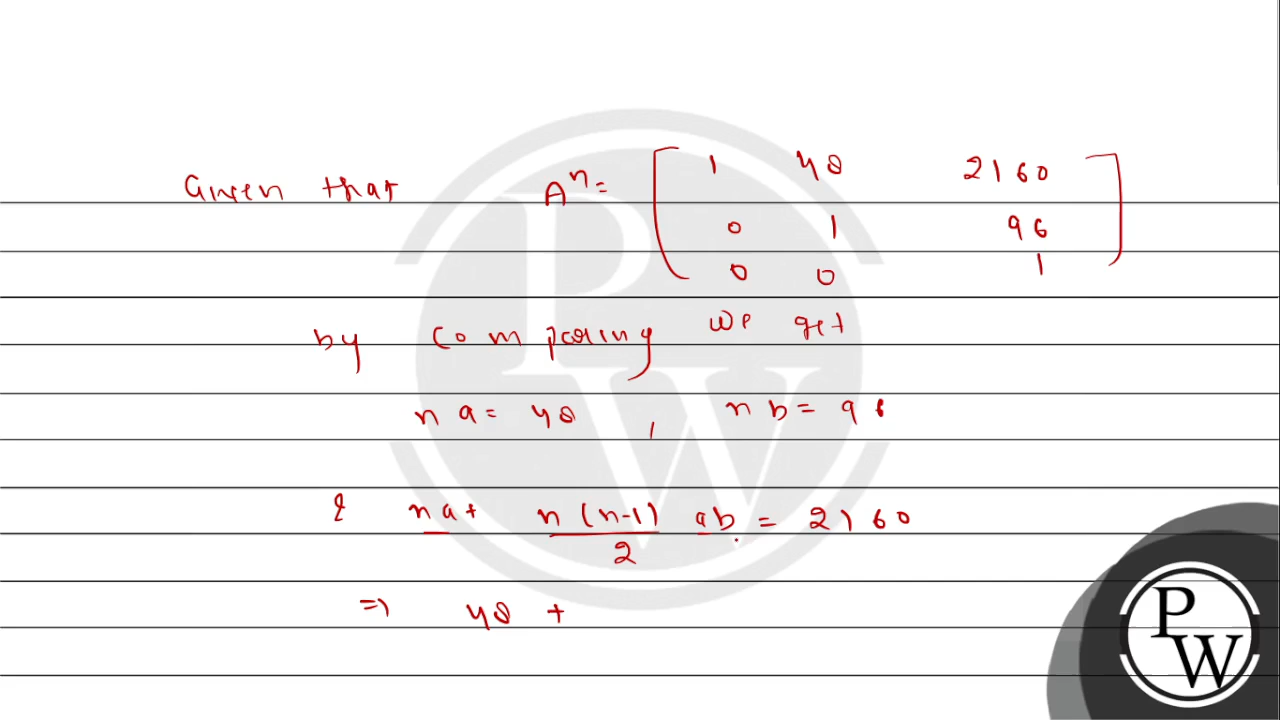 Given that Aⁿ = [ 1 48 2160
0 1 96
0 0 1 ]
by comparing we get
na = 48 , nb = 96
& na + n(n-1)/2 ab = 2160
=> 48 +
P
W
P
W